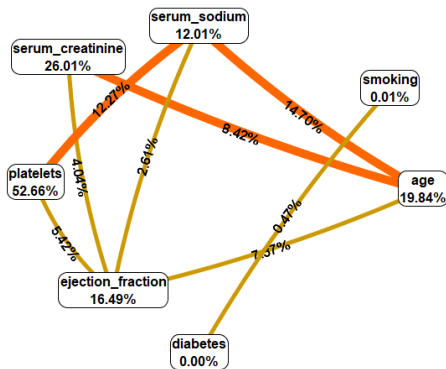 serum_sodium
12.01%
serum_creatinine
26.01%
smoking
0.01%
12.27%
14.70%
8.42%
2.61%
4.04%
platelets
52.66%
age
19.84%
0.47%
5.42%
7.37%
ejection_fraction
16.49%
diabetes
0.00%